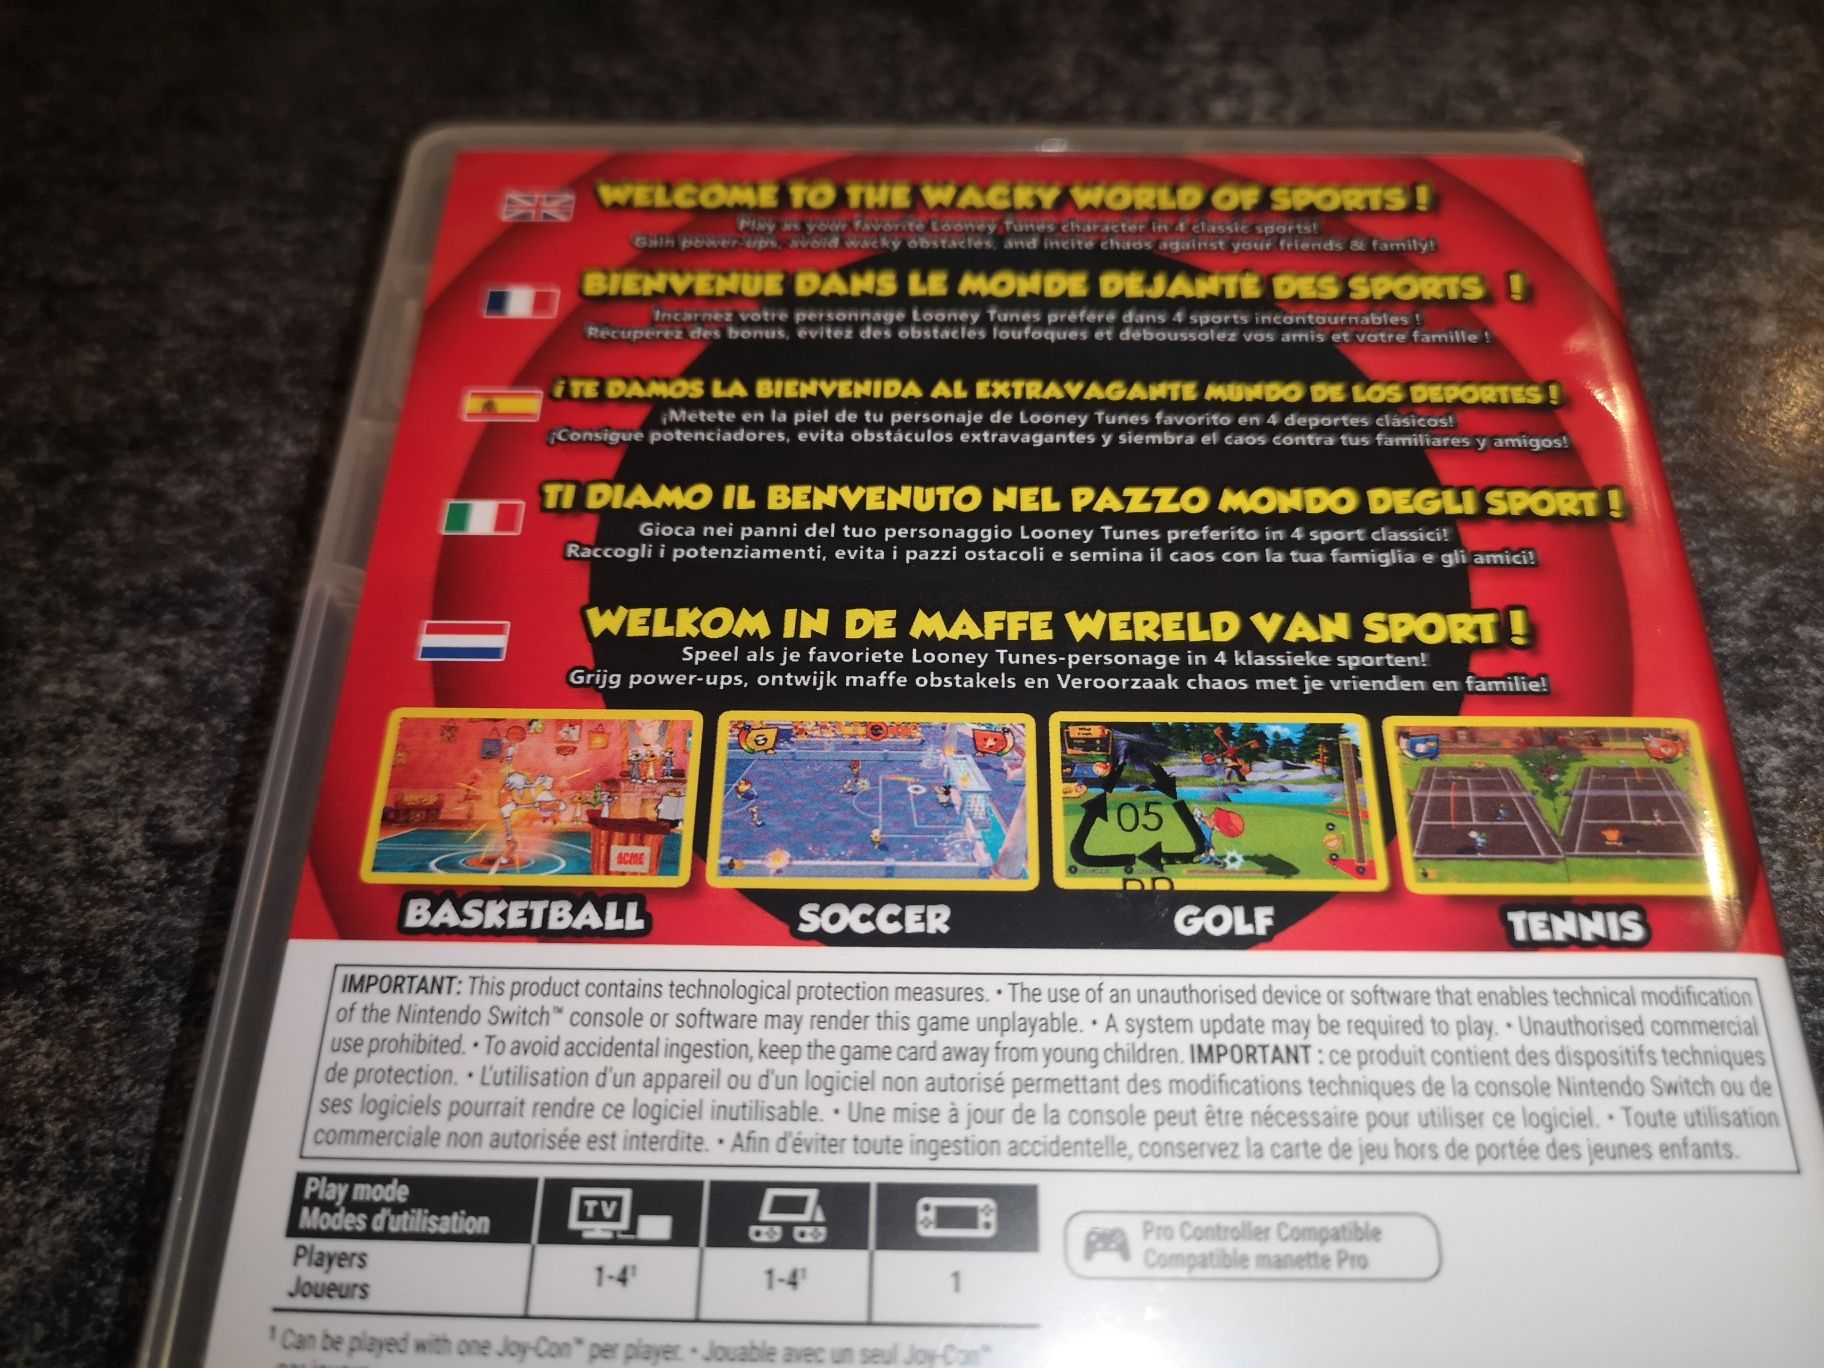 WELCOME TO THE WACKY WORLD OF SPORTS!
Play as your favorite Looney Tunes character in 4 classic sports!
Gain power-ups, avoid wacky obstacles, and incite chaos against your friends & family!
BIENVENUE DANS LE MONDE DÉJANTÉ DES SPORTS !
Incarnez votre personnage Looney Tunes préféré dans 4 sports incontournables !
Récupérez des bonus, évitez des obstacles loufoques et déboussolez vos amis et votre famille !
¡TE DAMOS LA BIENVENIDA AL EXTRAVAGANTE MUNDO DE LOS DEPORTES!
¡Métete en la piel de tu personaje de Looney Tunes favorito en 4 deportes clásicos!
¡Consigue potenciadores, evita obstáculos extravagantes y siembra el caos contra tus familiares y amigos!
TI DIAMO IL BENVENUTO NEL PAZZO MONDO DEGLI SPORT!
Gioca nei panni del tuo personaggio Looney Tunes preferito in 4 sport classici!
Raccogli i potenziamenti, evita i pazzi ostacoli e semina il caos con la tua famiglia e gli amici!
WELKOM IN DE MAFFE WERELD VAN SPORT!
Speel als je favoriete Looney Tunes-personage in 4 klassieke sporten!
Grijg power-ups, ontwijk maffe obstakels en Veroorzaak chaos met je vrienden en familie!
ACME
05
PP
BASKETBALL
SOCCER
GOLF
TENNIS
IMPORTANT: This product contains technological protection measures. • The use of an unauthorised device or software that enables technical modification
of the Nintendo Switch™ console or software may render this game unplayable. • A system update may be required to play. • Unauthorised commercial
use prohibited. • To avoid accidental ingestion, keep the game card away from young children. IMPORTANT : ce produit contient des dispositifs techniques
de protection. • L'utilisation d'un appareil ou d'un logiciel non autorisé permettant des modifications techniques de la console Nintendo Switch ou de
ses logiciels pourrait rendre ce logiciel inutilisable. • Une mise à jour de la console peut être nécessaire pour utiliser ce logiciel. • Toute utilisation
commerciale non autorisée est interdite. • Afin d'éviter toute ingestion accidentelle, conservez la carte de jeu hors de portée des jeunes enfants.
Play mode
Modes d'utilisation
TV
Players
Joueurs
1-4¹
1-4¹
1
Pro Controller Compatible
Compatible manette Pro
¹ Can be played with one Joy-Con™ per player. • Jouable avec un seul Joy-Con™